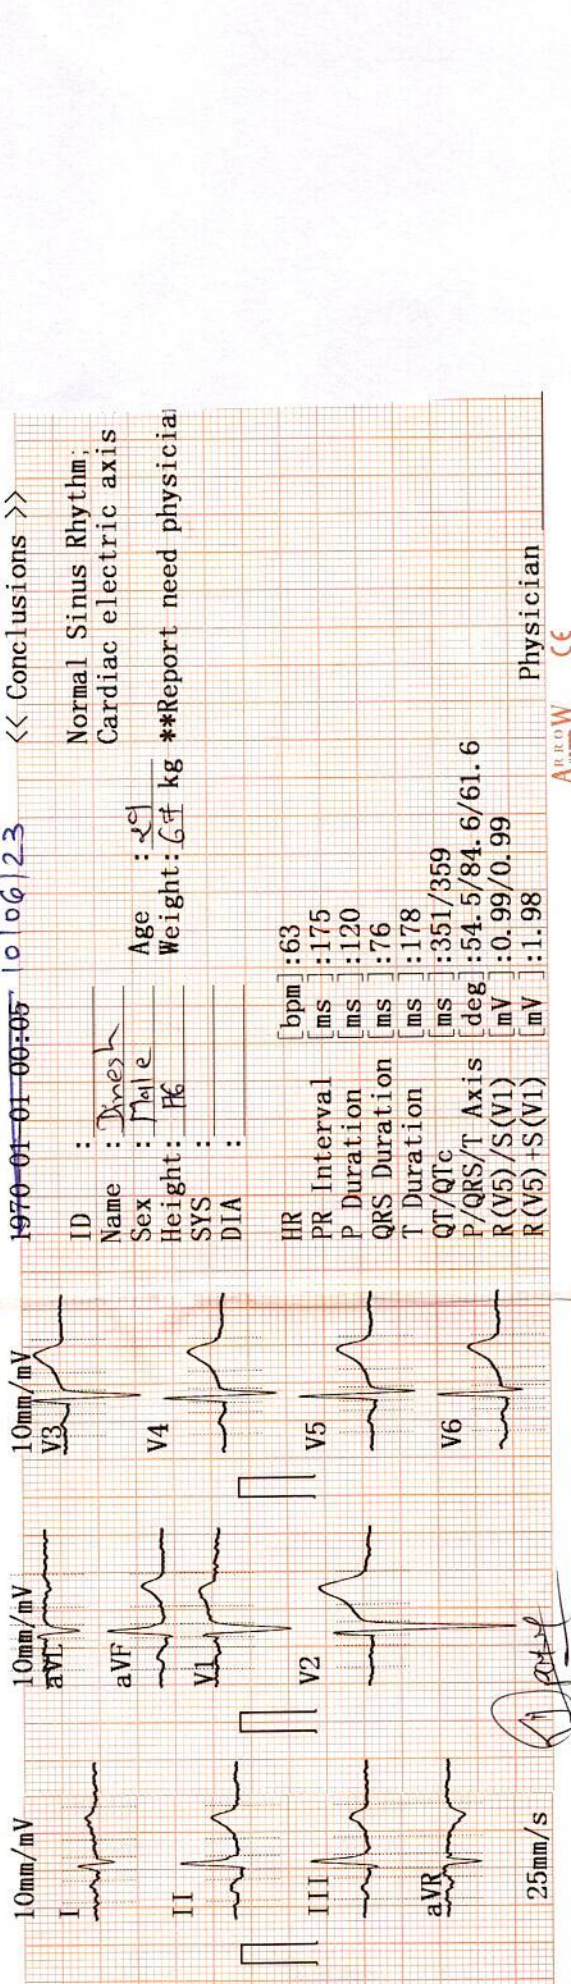 10mm/mV
I
II
III
aVR
25mm/s
10mm/mV
aVL
aVF
V1
V2
10mm/mV
V3
V4
V5
V6
1970-01-01 00:05 10/06/23
ID :
Name : Dinesh
Sex : Male Age : 29
Height: Weight: 67 kg
SYS :
DIA :
HR [bpm]:63
PR Interval [ms ]:175
P Duration [ms ]:120
QRS Duration [ms ]:76
T Duration [ms ]:178
QT/QTc [ms ]:351/359
P/QRS/T Axis [deg]:54.5/84.6/61.6
R(V5)/S(V1) [mV ]:0.99/0.99
R(V5)+S(V1) [mV ]:1.98
<< Conclusions >>
Normal Sinus Rhythm;
Cardiac electric axis
**Report need physicia
Physician
ARROW CE